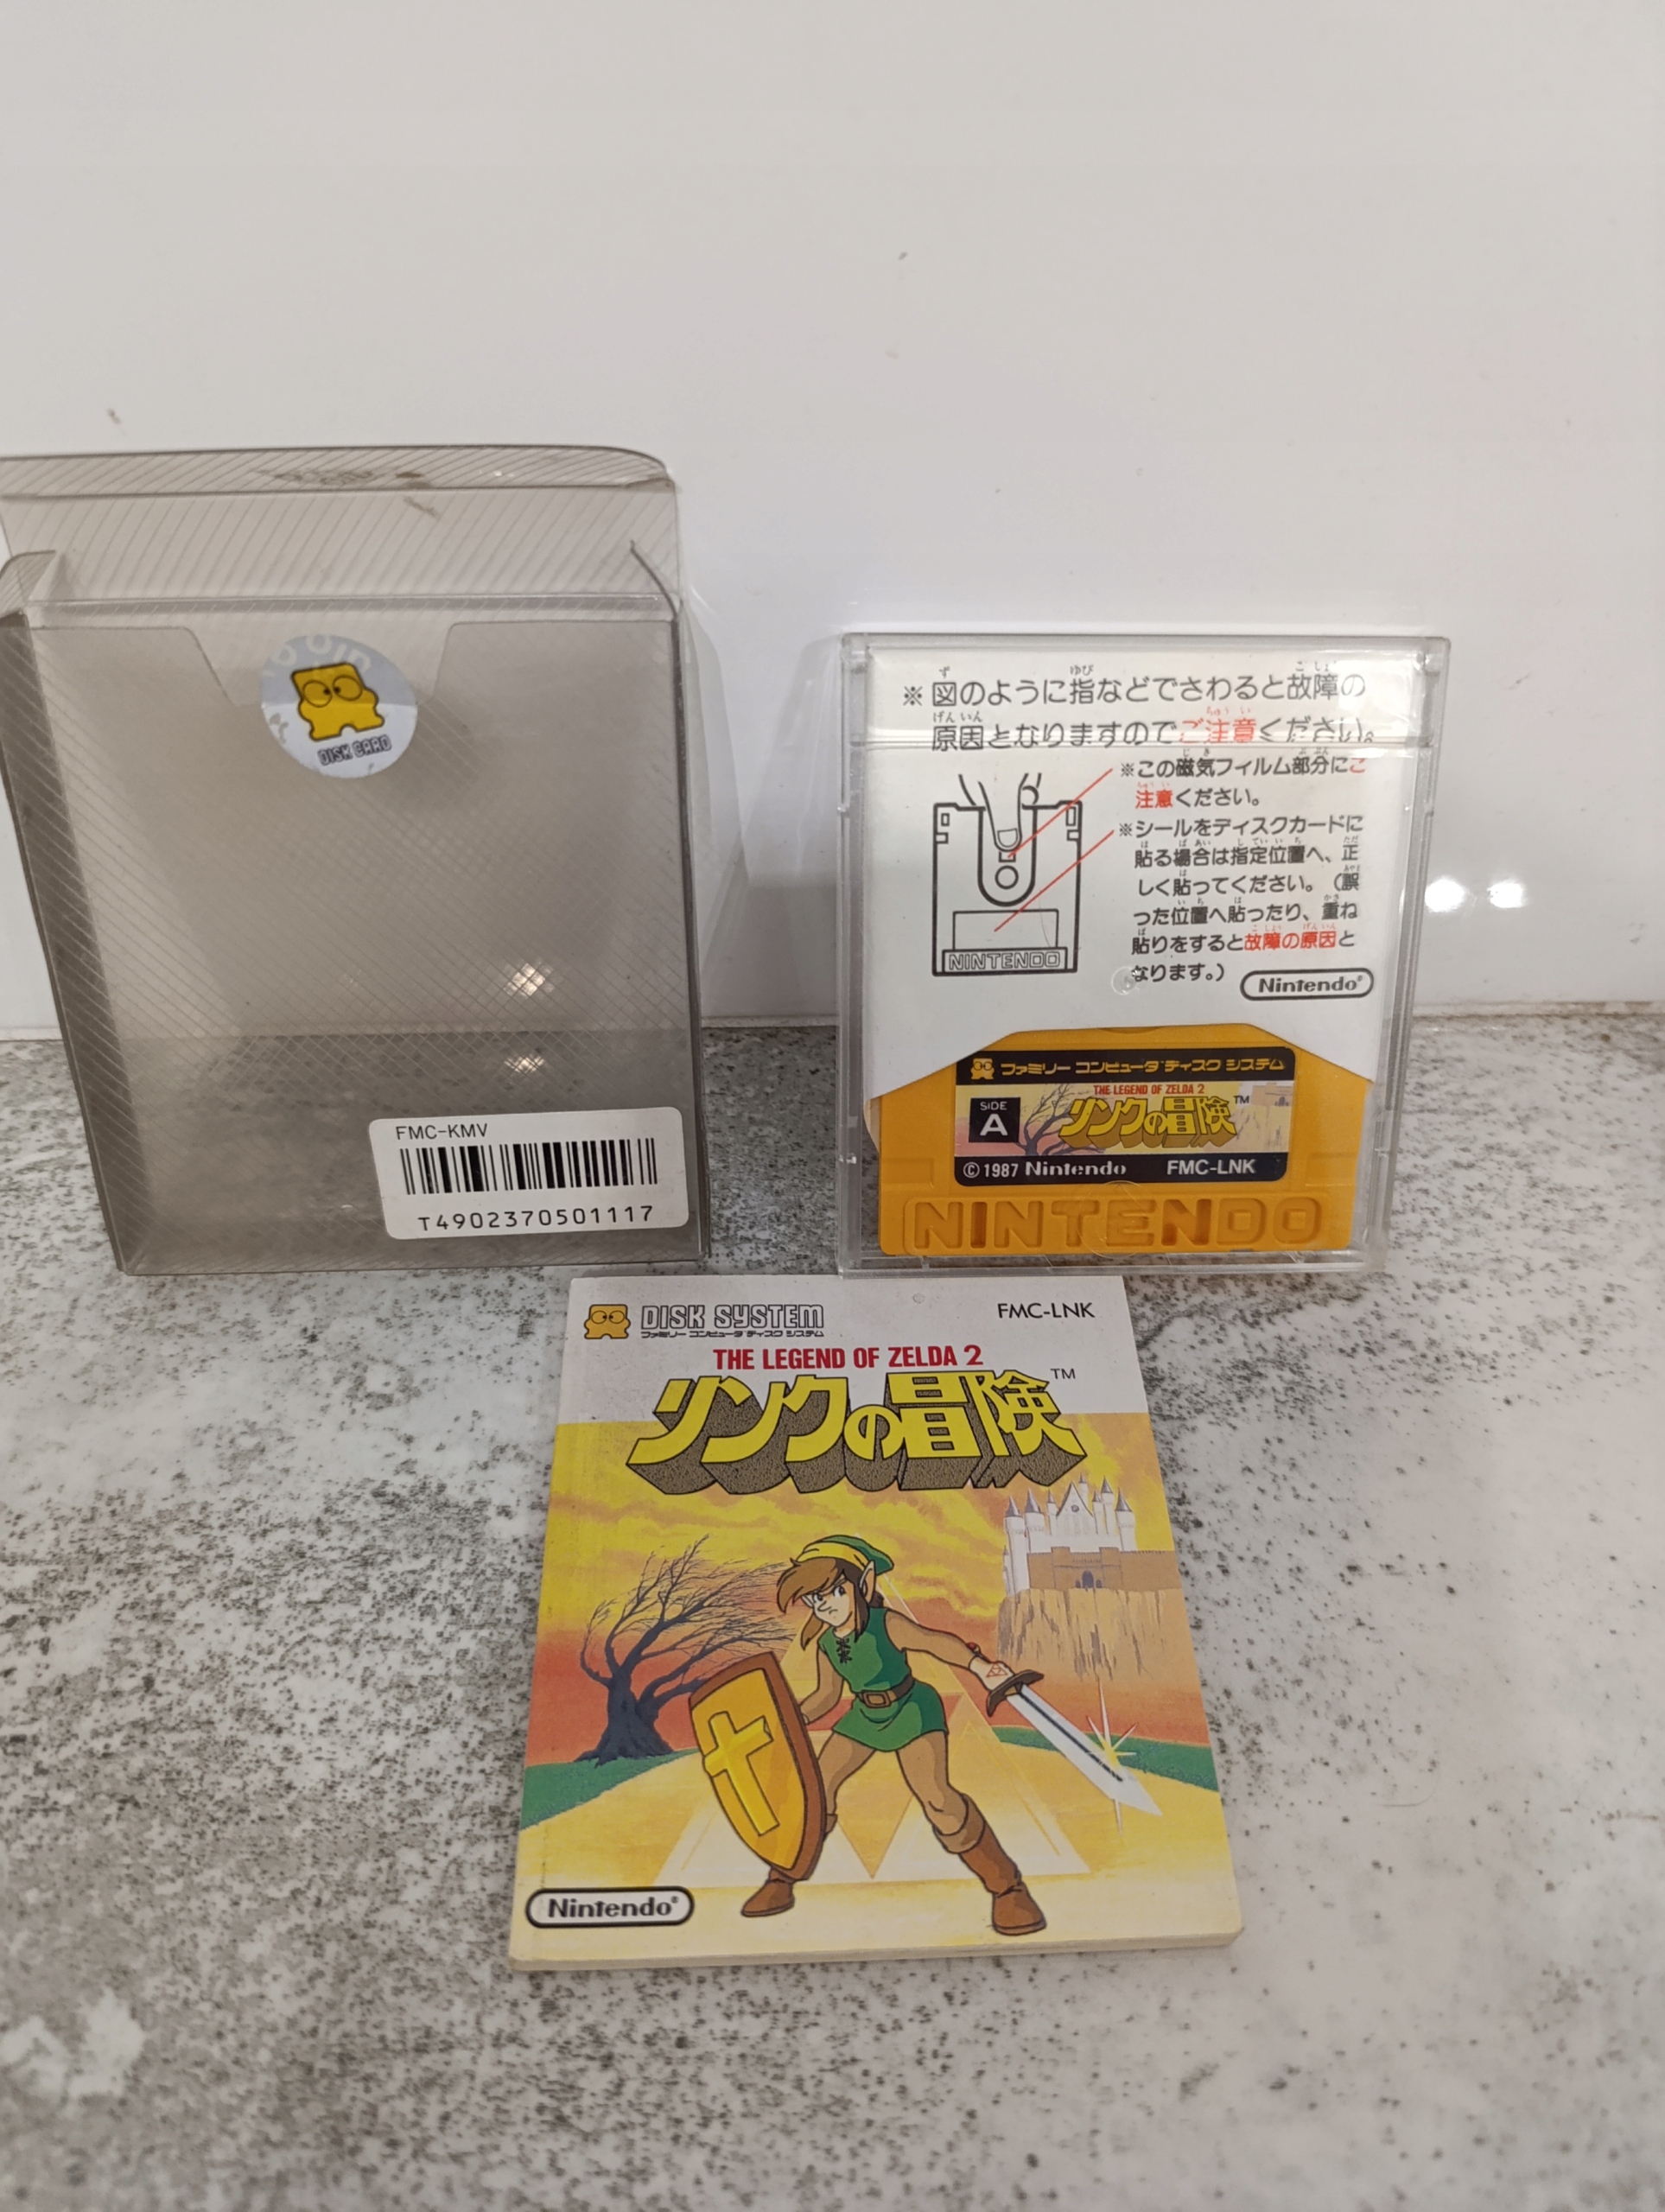 DISK CARD
FMC-KMV
T4902370501117
※図のように指などでさわると故障の
原因となりますのでご注意ください。
※この磁気フィルム部分にご
注意ください。
※シールをディスクカードに
貼る場合は指定位置へ、正
しく貼ってください。(誤
った位置へ貼ったり、重ね
貼りをすると故障の原因と
なります。)
NINTENDO
Nintendo®
ファミリー コンピュータ ディスク システム
THE LEGEND OF ZELDA 2
SIDE A
リンクの冒険™
©1987 Nintendo FMC-LNK
NINTENDO
DISK SYSTEM
ファミリー コンピュータ ディスク システム
FMC-LNK
THE LEGEND OF ZELDA 2
リンクの冒険™
Nintendo®